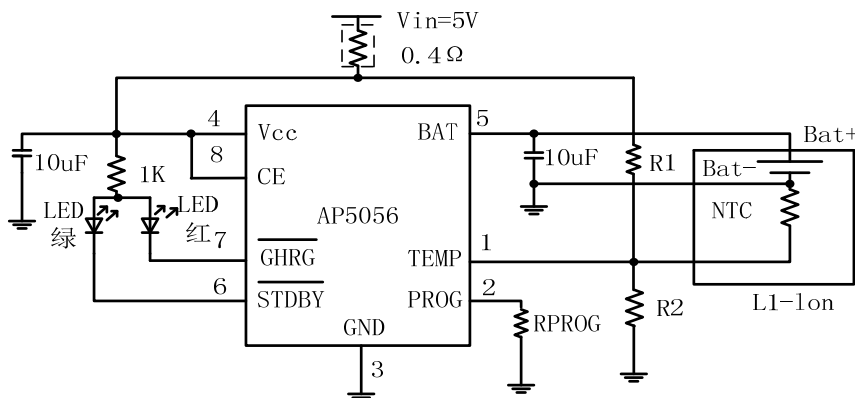 Vin=5V
0.4Ω
4
Vcc
BAT
5
Bat+
10uF
8
1K
CE
10uF
R1
Bat-
LED
LED
AP5056
NTC
绿
红
7
GHRG
TEMP
1
6
STDBY
PROG
2
L1-lon
GND
RPROG
R2
3